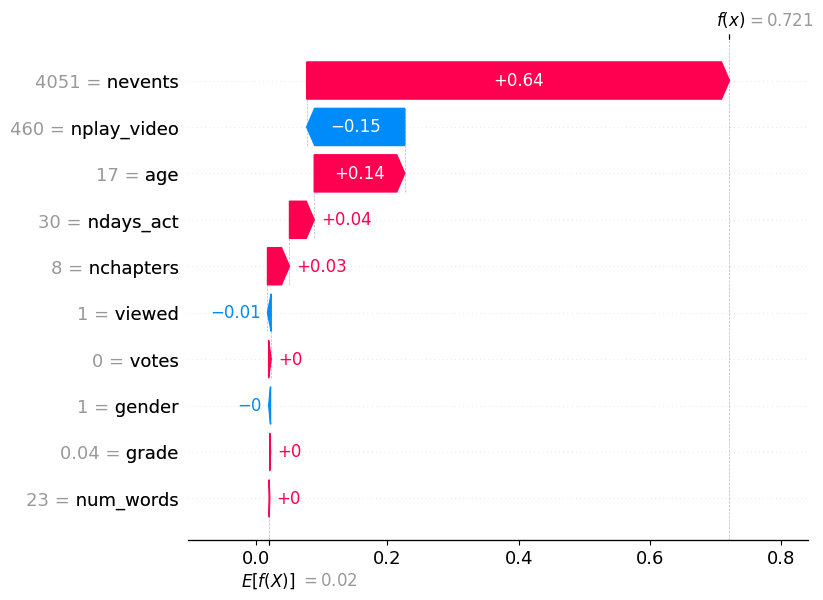 f(x) = 0.721
4051 = nevents
+0.64
460 = nplay_video
−0.15
17 = age
+0.14
30 = ndays_act
+0.04
8 = nchapters
+0.03
1 = viewed
−0.01
0 = votes
+0
1 = gender
−0
0.04 = grade
+0
23 = num_words
+0
0.0 0.2 0.4 0.6 0.8
E[f(X)] = 0.02